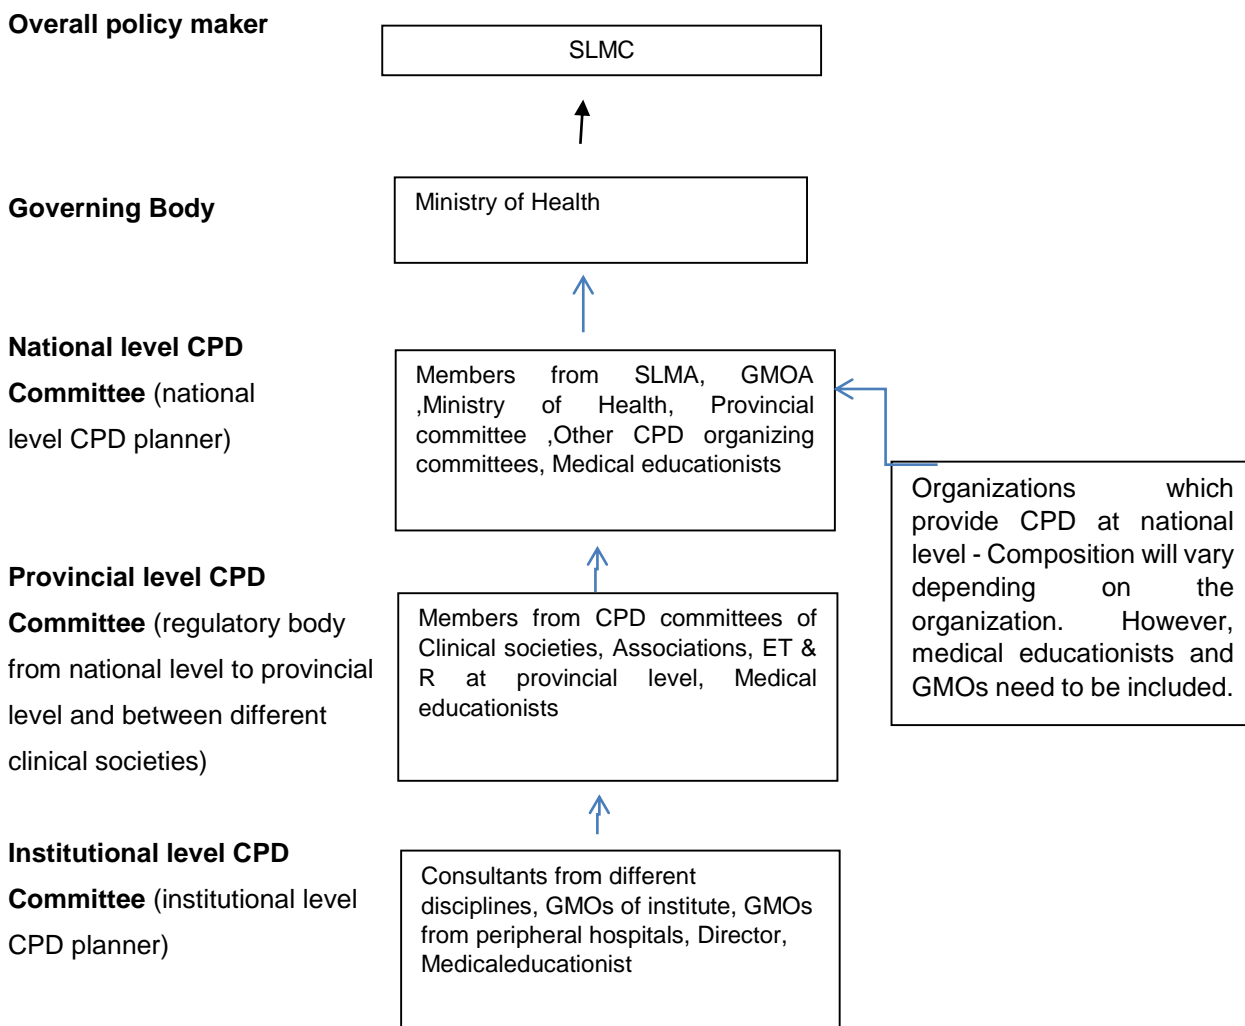 Overall policy maker
SLMC
Governing Body
Ministry of Health
National level CPD
Committee (national
level CPD planner)
Members from SLMA, GMOA
,Ministry of Health, Provincial
committee ,Other CPD organizing
committees, Medical educationists
Organizations which
provide CPD at national
level - Composition will vary
depending on the
organization. However,
medical educationists and
GMOs need to be included.
Provincial level CPD
Committee (regulatory body
from national level to provincial
level and between different
clinical societies)
Members from CPD committees of
Clinical societies, Associations, ET &
R at provincial level, Medical
educationists
Institutional level CPD
Committee (institutional level
CPD planner)
Consultants from different
disciplines, GMOs of institute, GMOs
from peripheral hospitals, Director,
Medicaleducationist